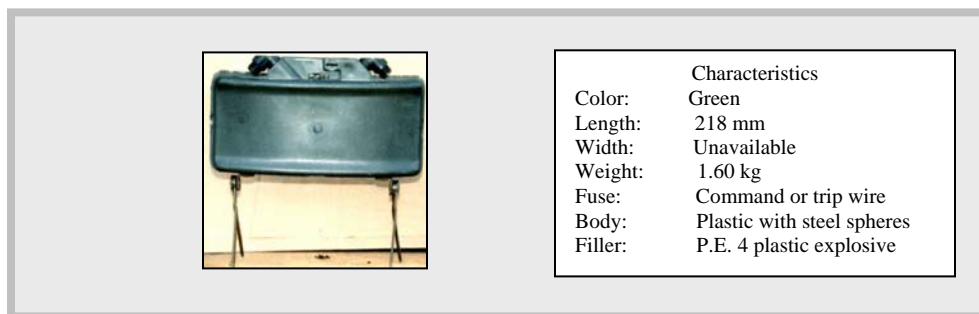 Characteristics
Color: Green
Length: 218 mm
Width: Unavailable
Weight: 1.60 kg
Fuse: Command or trip wire
Body: Plastic with steel spheres
Filler: P.E. 4 plastic explosive